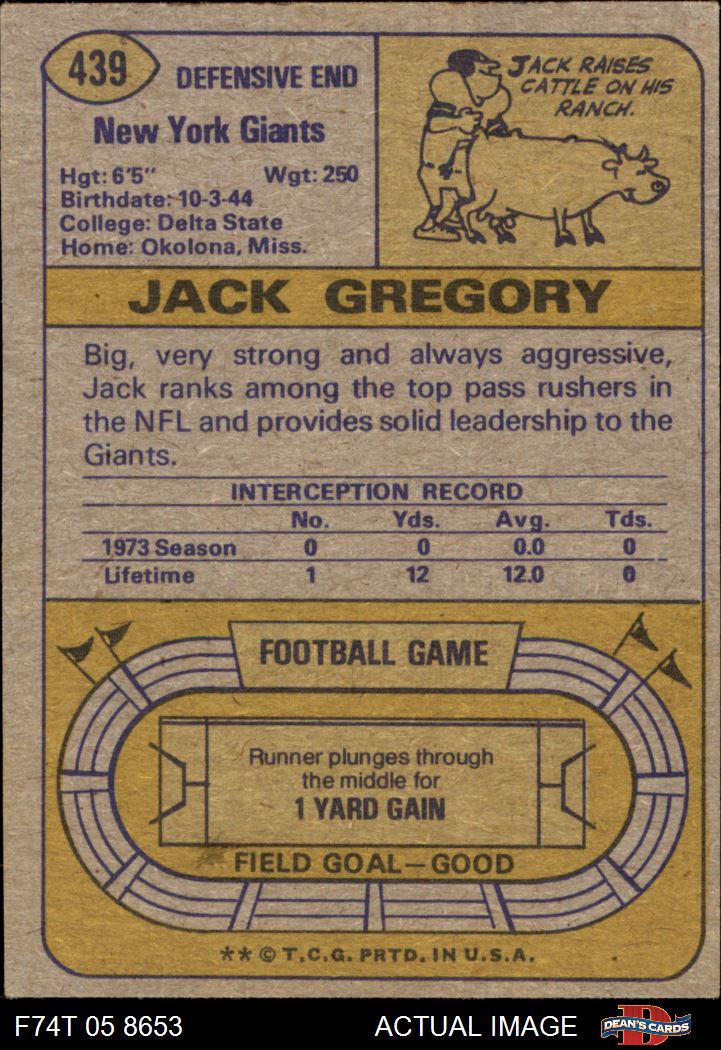 439
DEFENSIVE END
New York Giants
Hgt: 6'5" Wgt: 250
Birthdate: 10-3-44
College: Delta State
Home: Okolona, Miss.
JACK RAISES
CATTLE ON HIS
RANCH.
JACK GREGORY
Big, very strong and always aggressive,
Jack ranks among the top pass rushers in
the NFL and provides solid leadership to the
Giants.
INTERCEPTION RECORD
No. Yds. Avg. Tds.
1973 Season 0 0 0.0 0
Lifetime 1 12 12.0 0
FOOTBALL GAME
Runner plunges through
the middle for
1 YARD GAIN
FIELD GOAL—GOOD
** © T.C.G. PRTD. IN U.S.A.
F74T 05 8653 ACTUAL IMAGE
D
DEAN'S CARDS